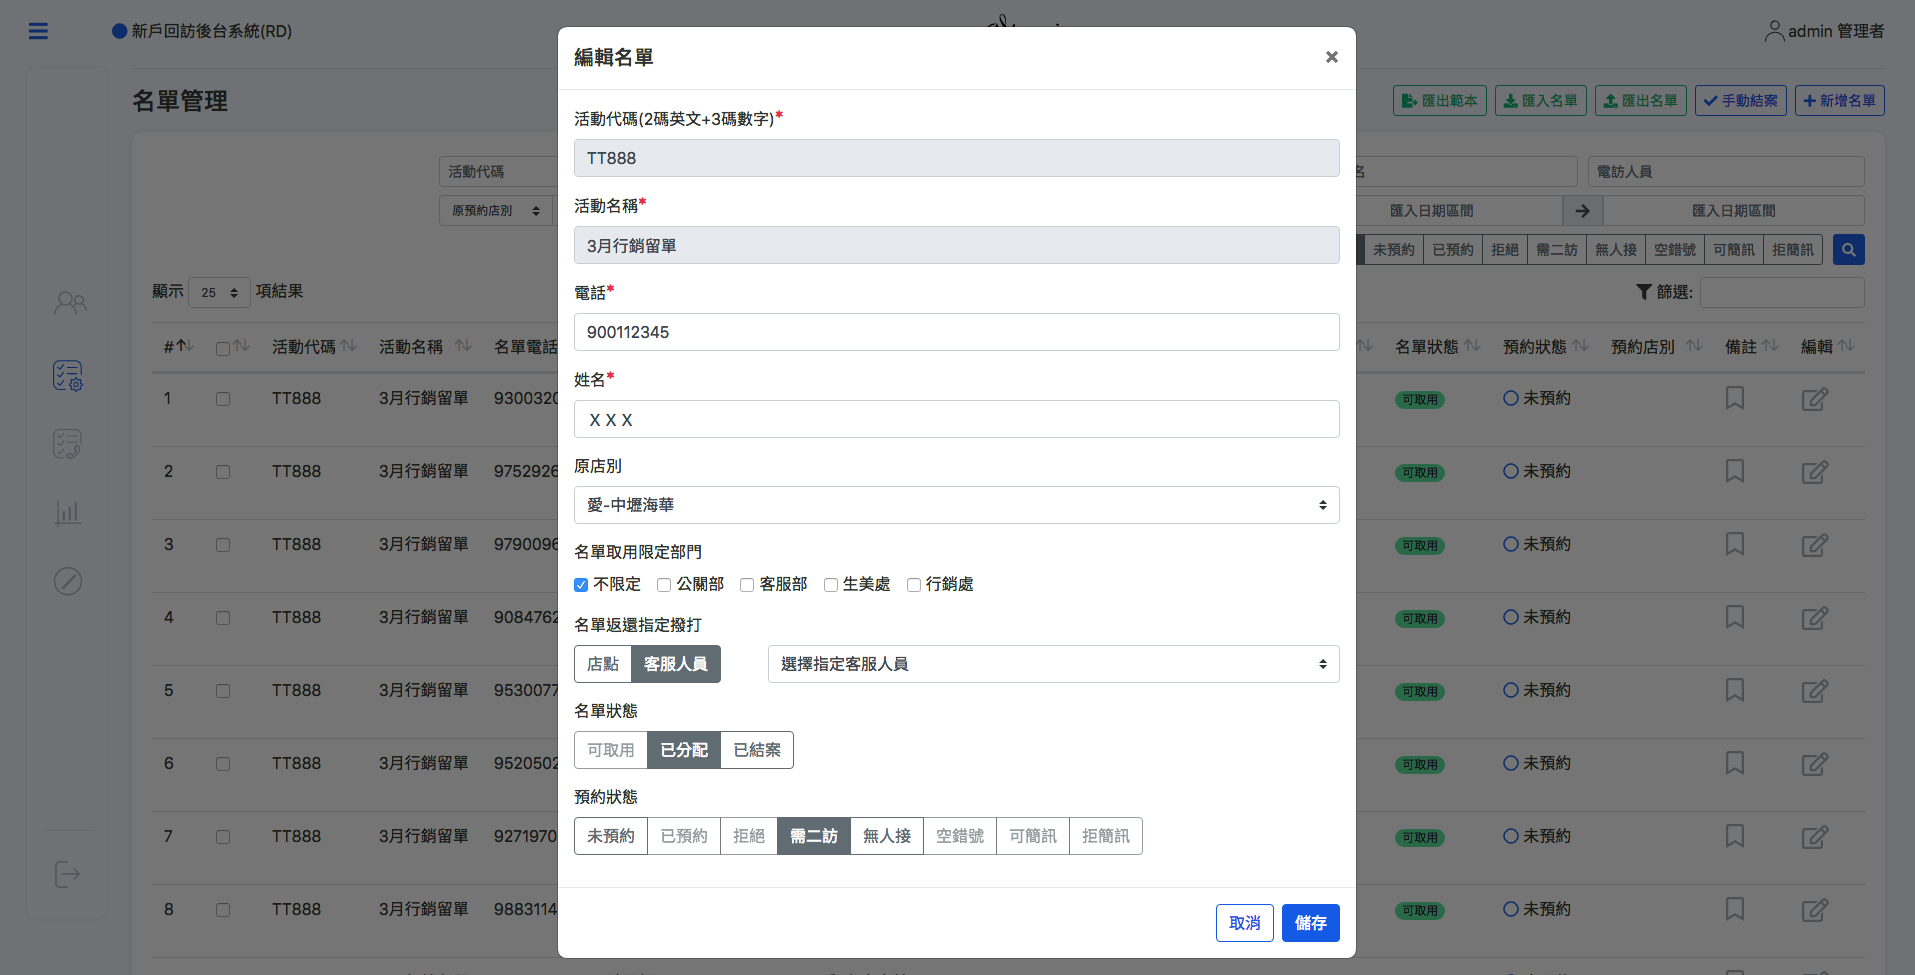 新戶回訪後台系統(RD)
admin 管理者
名單管理
匯出範本 匯入名單 匯出名單 手動結案 新增名單
活動代碼
名
電訪人員
原預約店別
匯入日期區間
匯入日期區間
未預約 已預約 拒絕 需二訪 無人接 空錯號 可簡訊 拒簡訊
顯示 25 項結果
篩選:
# 活動代碼 活動名稱 名單電話 名單狀態 預約狀態 預約店別 備註 編輯
1 TT888 3月行銷留單 9300320 可取用 未預約
2 TT888 3月行銷留單 9752926 可取用 未預約
3 TT888 3月行銷留單 9790096 可取用 未預約
4 TT888 3月行銷留單 9084762 可取用 未預約
5 TT888 3月行銷留單 9530077 可取用 未預約
6 TT888 3月行銷留單 9520502 可取用 未預約
7 TT888 3月行銷留單 9271970 可取用 未預約
8 TT888 3月行銷留單 9883114 可取用 未預約
編輯名單
×
活動代碼(2碼英文+3碼數字)*
TT888
活動名稱*
3月行銷留單
電話*
900112345
姓名*
X X X
原店別
愛-中壢海華
名單取用限定部門
不限定 公關部 客服部 生美處 行銷處
名單返還指定撥打
店點 客服人員 選擇指定客服人員
名單狀態
可取用 已分配 已結案
預約狀態
未預約 已預約 拒絕 需二訪 無人接 空錯號 可簡訊 拒簡訊
取消 儲存